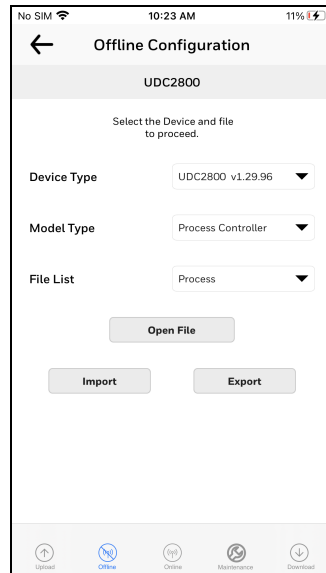 No SIM 10:23 AM 11%
Offline Configuration
UDC2800
Select the Device and file
to proceed.
Device Type UDC2800 v1.29.96
Model Type Process Controller
File List Process
Open File
Import Export
Upload Offline Online Maintenance Download